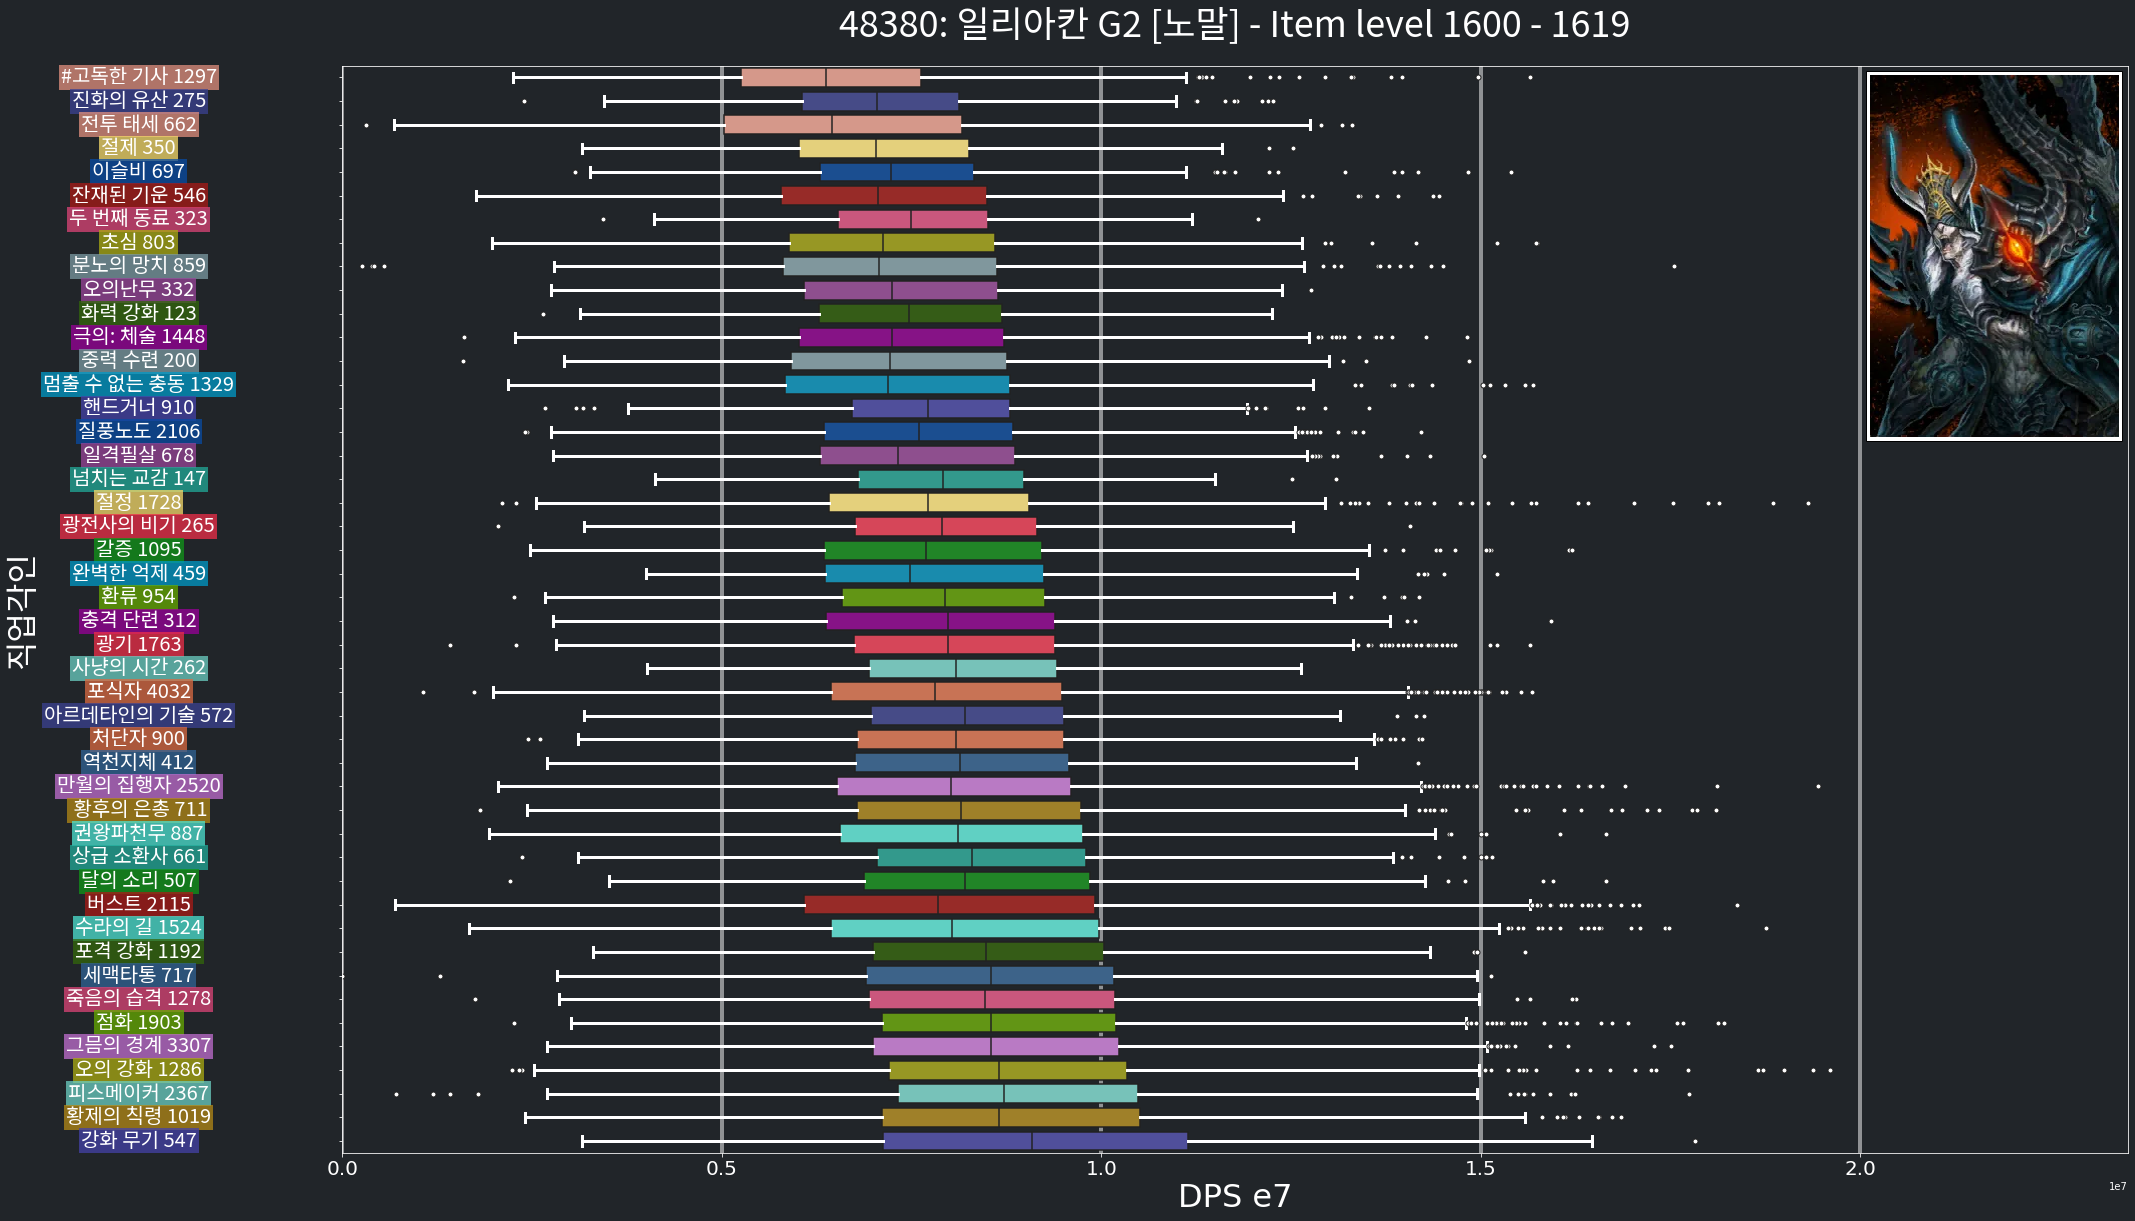 48380: 일리아칸 G2 [노말] - Item level 1600 - 1619
#고독한 기사 1297
진화의 유산 275
전투 태세 662
절제 350
이슬비 697
잔재된 기운 546
두 번째 동료 323
초심 803
분노의 망치 859
오의난무 332
화력 강화 123
극의: 체술 1448
중력 수련 200
멈출 수 없는 충동 1329
핸드거너 910
질풍노도 2106
일격필살 678
넘치는 교감 147
절정 1728
광전사의 비기 265
갈증 1095
완벽한 억제 459
환류 954
충격 단련 312
광기 1763
사냥의 시간 262
포식자 4032
아르데타인의 기술 572
처단자 900
역천지체 412
만월의 집행자 2520
황후의 은총 711
권왕파천무 887
상급 소환사 661
달의 소리 507
버스트 2115
수라의 길 1524
포격 강화 1192
세맥타통 717
죽음의 습격 1278
점화 1903
그믐의 경계 3307
오의 강화 1286
피스메이커 2367
황제의 칙령 1019
강화 무기 547
직업각인
0.0 0.5 1.0 1.5 2.0
DPS e7
1e7